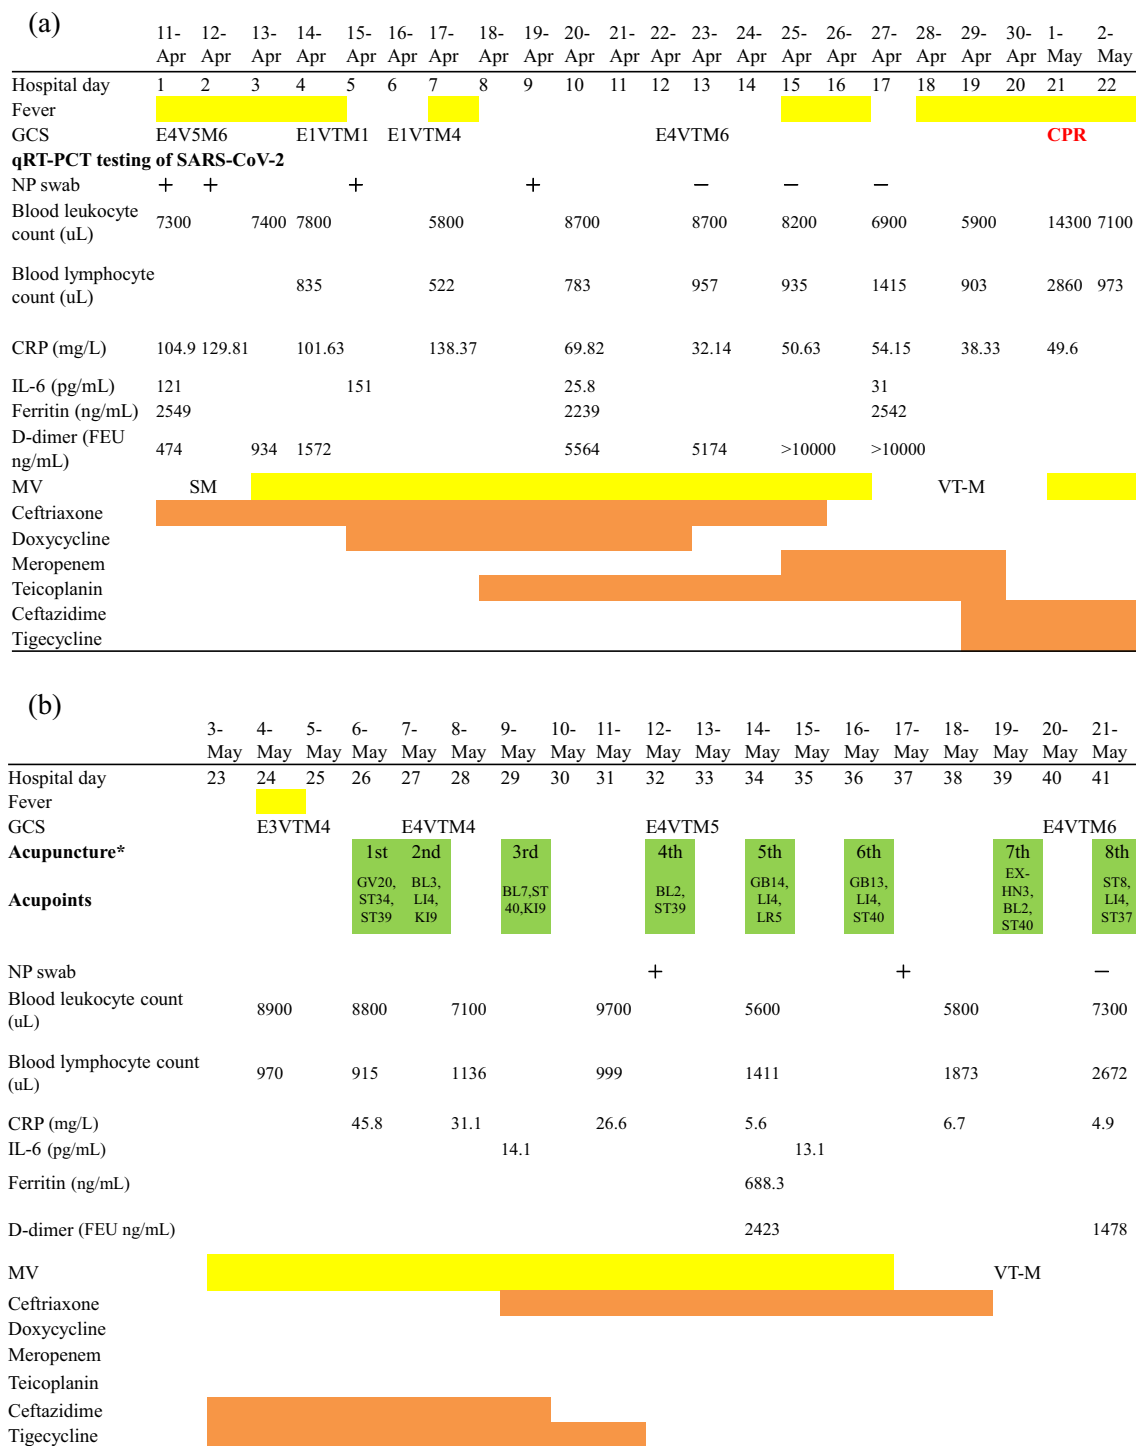 (a)
11-Apr 12-Apr 13-Apr 14-Apr 15-Apr 16-Apr 17-Apr 18-Apr 19-Apr 20-Apr 21-Apr 22-Apr 23-Apr 24-Apr 25-Apr 26-Apr 27-Apr 28-Apr 29-Apr 30-Apr 1-May 2-May
Hospital day 1 2 3 4 5 6 7 8 9 10 11 12 13 14 15 16 17 18 19 20 21 22
Fever
GCS E4V5M6 E1VTM1 E1VTM4 E4VTM6 CPR
qRT-PCT testing of SARS-CoV-2
NP swab + + + + − − −
Blood leukocyte count (uL) 7300 7400 7800 5800 8700 8700 8200 6900 5900 14300 7100
Blood lymphocyte count (uL) 835 522 783 957 935 1415 903 2860 973
CRP (mg/L) 104.9 129.81 101.63 138.37 69.82 32.14 50.63 54.15 38.33 49.6
IL-6 (pg/mL) 121 151 25.8 31
Ferritin (ng/mL) 2549 2239 2542
D-dimer (FEU ng/mL) 474 934 1572 5564 5174 >10000 >10000
MV SM VT-M
Ceftriaxone
Doxycycline
Meropenem
Teicoplanin
Ceftazidime
Tigecycline
(b)
3-May 4-May 5-May 6-May 7-May 8-May 9-May 10-May 11-May 12-May 13-May 14-May 15-May 16-May 17-May 18-May 19-May 20-May 21-May
Hospital day 23 24 25 26 27 28 29 30 31 32 33 34 35 36 37 38 39 40 41
Fever
GCS E3VTM4 E4VTM4 E4VTM5 E4VTM6
Acupuncture* 1st 2nd 3rd 4th 5th 6th 7th 8th
Acupoints GV20, ST34, ST39 BL3, LI4, KI9 BL7,ST 40,KI9 BL2, ST39 GB14, LI4, LR5 GB13, LI4, ST40 EX-HN3, BL2, ST40 ST8, LI4, ST37
NP swab + + −
Blood leukocyte count (uL) 8900 8800 7100 9700 5600 5800 7300
Blood lymphocyte count (uL) 970 915 1136 999 1411 1873 2672
CRP (mg/L) 45.8 31.1 26.6 5.6 6.7 4.9
IL-6 (pg/mL) 14.1 13.1
Ferritin (ng/mL) 688.3
D-dimer (FEU ng/mL) 2423 1478
MV VT-M
Ceftriaxone
Doxycycline
Meropenem
Teicoplanin
Ceftazidime
Tigecycline